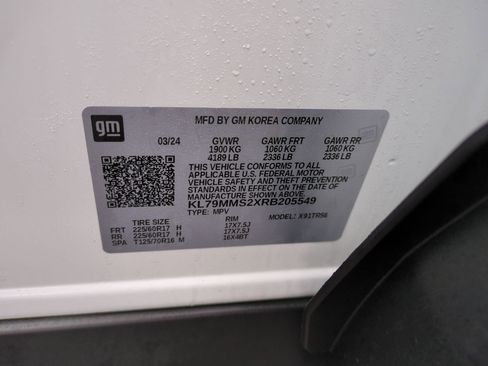 gm
MFD BY GM KOREA COMPANY
03/24 GVWR GAWR FRT GAWR RR
1900 KG 1060 KG 1060 KG
4189 LB 2336 LB 2336 LB
THIS VEHICLE CONFORMS TO ALL
APPLICABLE U.S. FEDERAL MOTOR
VEHICLE SAFETY STANDARDS IN
EFFECT ON THE DATE OF
MANUFACTURE SHOWN ABOVE.
KL79MMS2XRB205549
TYPE: MPV MODEL: X91TR56
TIRE SIZE RIM
FRT 225/60R17 H 17X7.5J
RR 225/60R17 H 17X7.5J
SPA T125/70R16 M 16X4BT